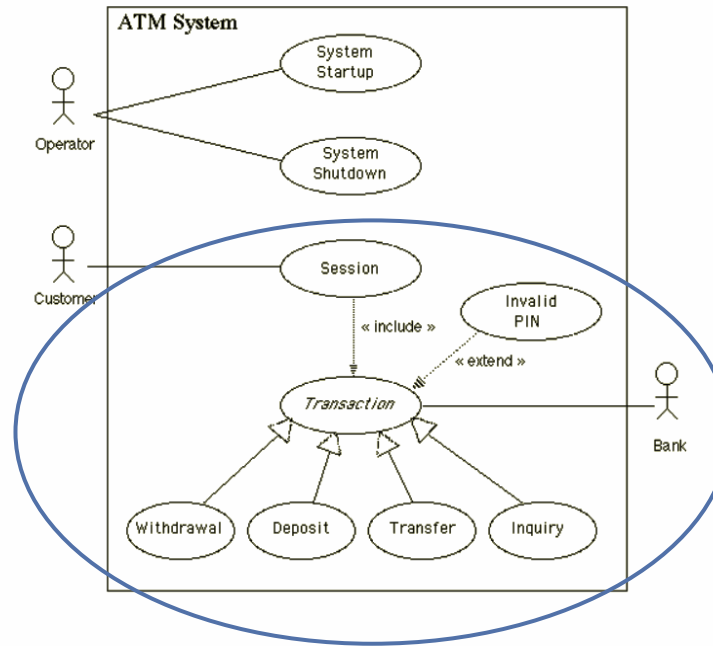 ATM System
System
Startup
Operator
System
Shutdown
Customer
Session
Invalid
PIN
« include »
« extend »
Transaction
Bank
Withdrawal
Deposit
Transfer
Inquiry